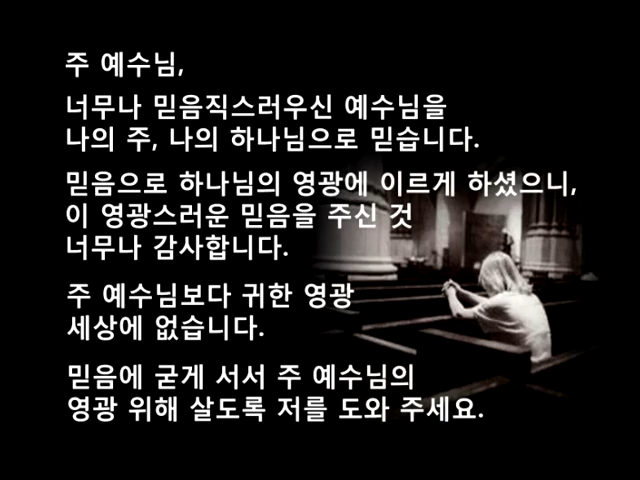 주 예수님,
너무나 믿음직스러우신 예수님을
나의 주, 나의 하나님으로 믿습니다.
믿음으로 하나님의 영광에 이르게 하셨으니,
이 영광스러운 믿음을 주신 것
너무나 감사합니다.
주 예수님보다 귀한 영광
세상에 없습니다.
믿음에 굳게 서서 주 예수님의
영광 위해 살도록 저를 도와 주세요.